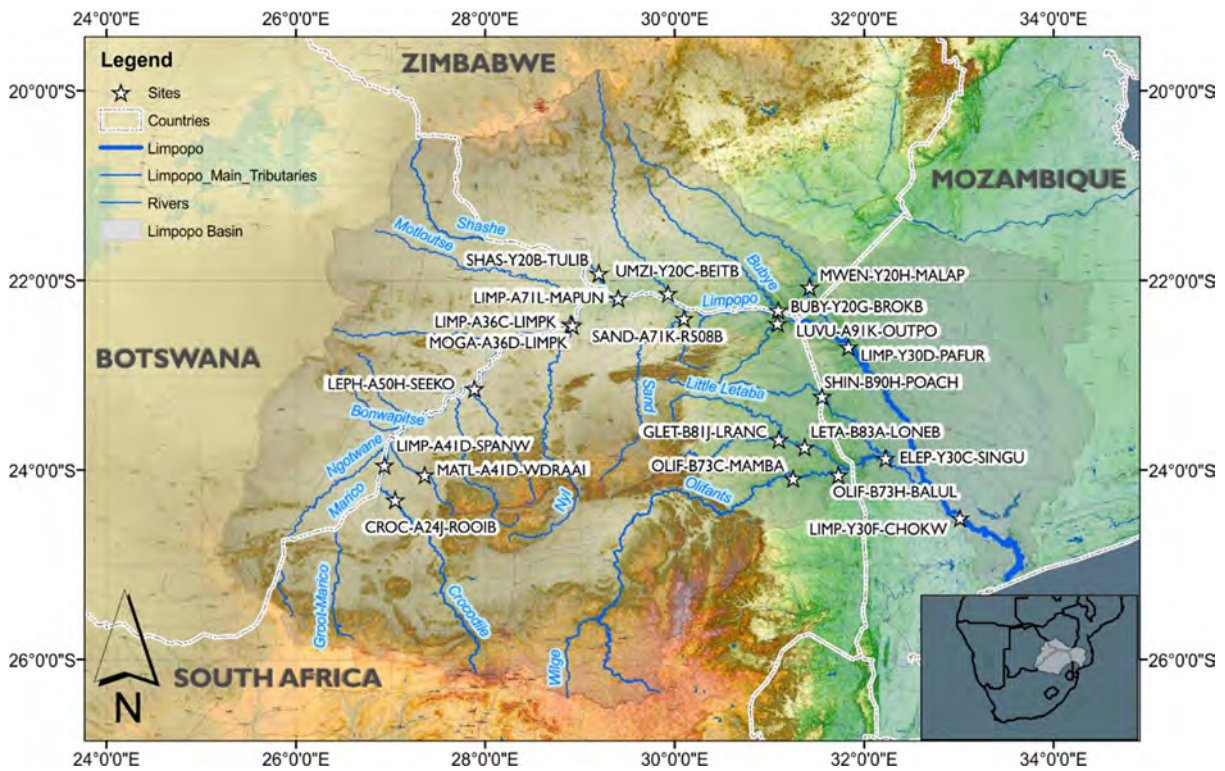 24°0'0"E
26°0'0"E
28°0'0"E
30°0'0"E
32°0'0"E
34°0'0"E
Legend
Sites
Countries
Limpopo
Limpopo_Main_Tributaries
Rivers
Limpopo Basin
ZIMBABWE
MOZAMBIQUE
BOTSWANA
SOUTH AFRICA
20°0'0"S
20°0'0"S
22°0'0"S
22°0'0"S
24°0'0"S
24°0'0"S
26°0'0"S
26°0'0"S
Shashe
Motloutse
SHAS-Y20B-TULIB
UMZI-Y20C-BEITB
Bubye
MWEN-Y20H-MALAP
LIMP-A71L-MAPUN
Limpopo
BUBY-Y20G-BROKB
LIMP-A36C-LIMPK
MOGA-A36D-LIMPK
SAND-A71K-R508B
LUVU-A91K-OUTPO
LIMP-Y30D-PAFUR
LEPH-A50H-SEEKO
Sand
Little Letaba
SHIN-B90H-POACH
Bonwapitse
LIMP-A41D-SPANW
GLET-B81J-LRANC
LETA-B83A-LONEB
Ngotwane
MATL-A41D-WDRAAI
OLIF-B73C-MAMBA
ELEP-Y30C-SINGU
Marico
Nyl
Olifants
OLIF-B73H-BALUL
CROC-A24J-ROOIB
LIMP-Y30F-CHOKW
Groot-Marico
Crocodile
Wilge
N
24°0'0"E
26°0'0"E
28°0'0"E
30°0'0"E
32°0'0"E
34°0'0"E